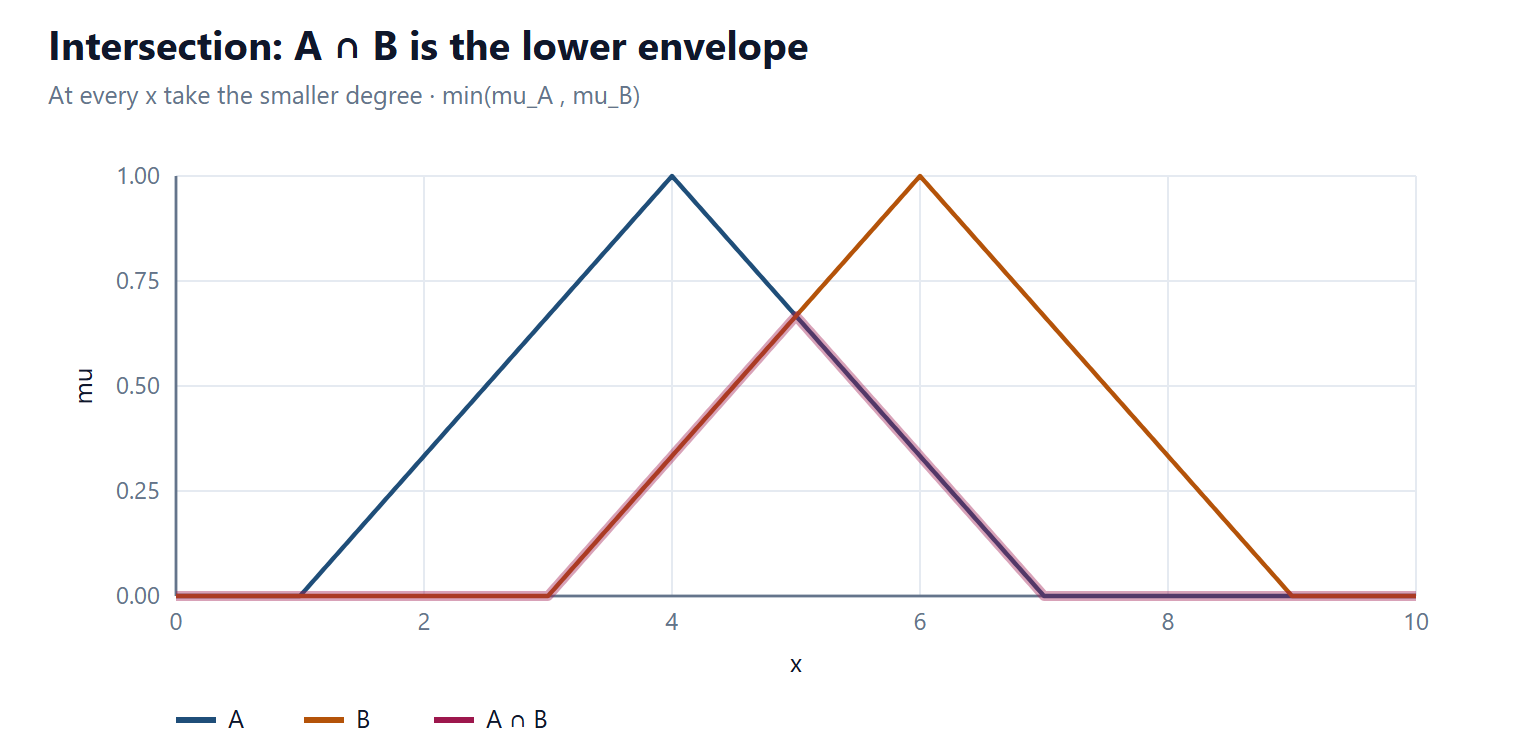 Intersection: A ∩ B is the lower envelope
At every x take the smaller degree · min(mu_A , mu_B)
1.00
0.75
0.50
0.25
0.00
mu
0 2 4 6 8 10
x
A B A ∩ B